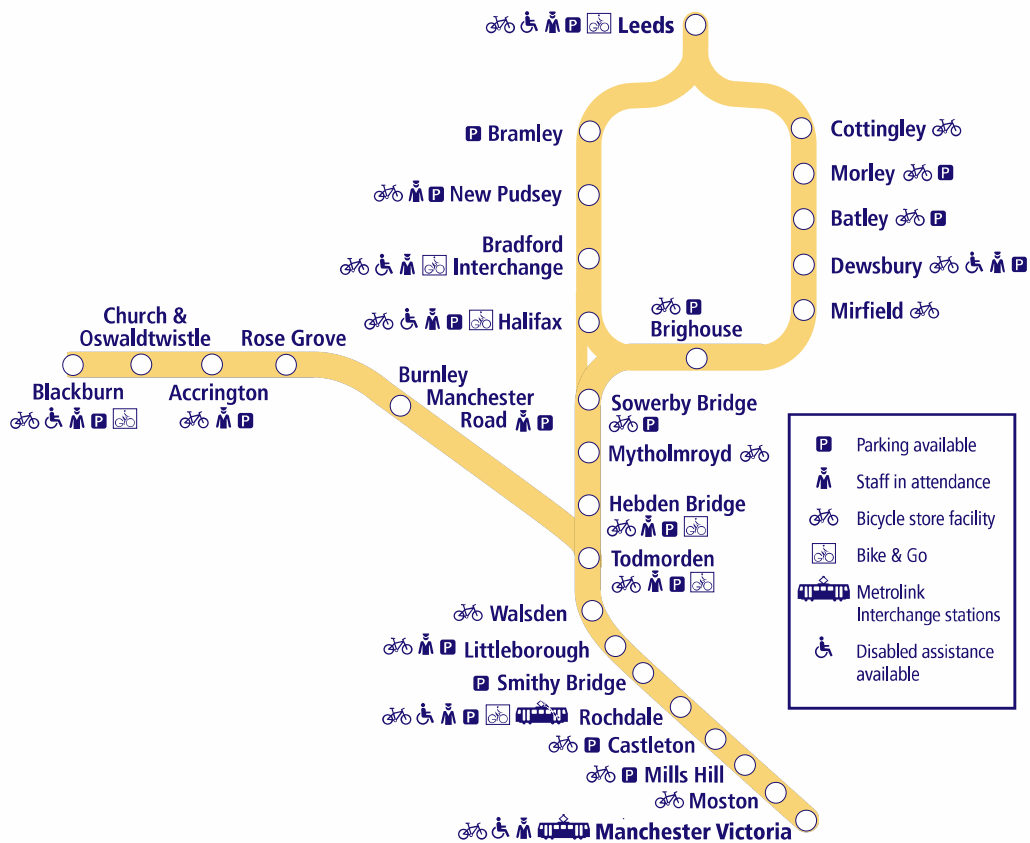 Leeds
Bramley
New Pudsey
Bradford
Interchange
Halifax
Cottingley
Morley
Batley
Dewsbury
Mirfield
Brighouse
Church &
Oswaldtwistle
Rose Grove
Blackburn
Accrington
Burnley
Manchester
Road
Sowerby Bridge
Mytholmroyd
Hebden Bridge
Todmorden
Walsden
Littleborough
Smithy Bridge
Rochdale
Castleton
Mills Hill
Moston
Manchester Victoria
P Parking available
Staff in attendance
Bicycle store facility
Bike & Go
Metrolink
Interchange stations
Disabled assistance
available